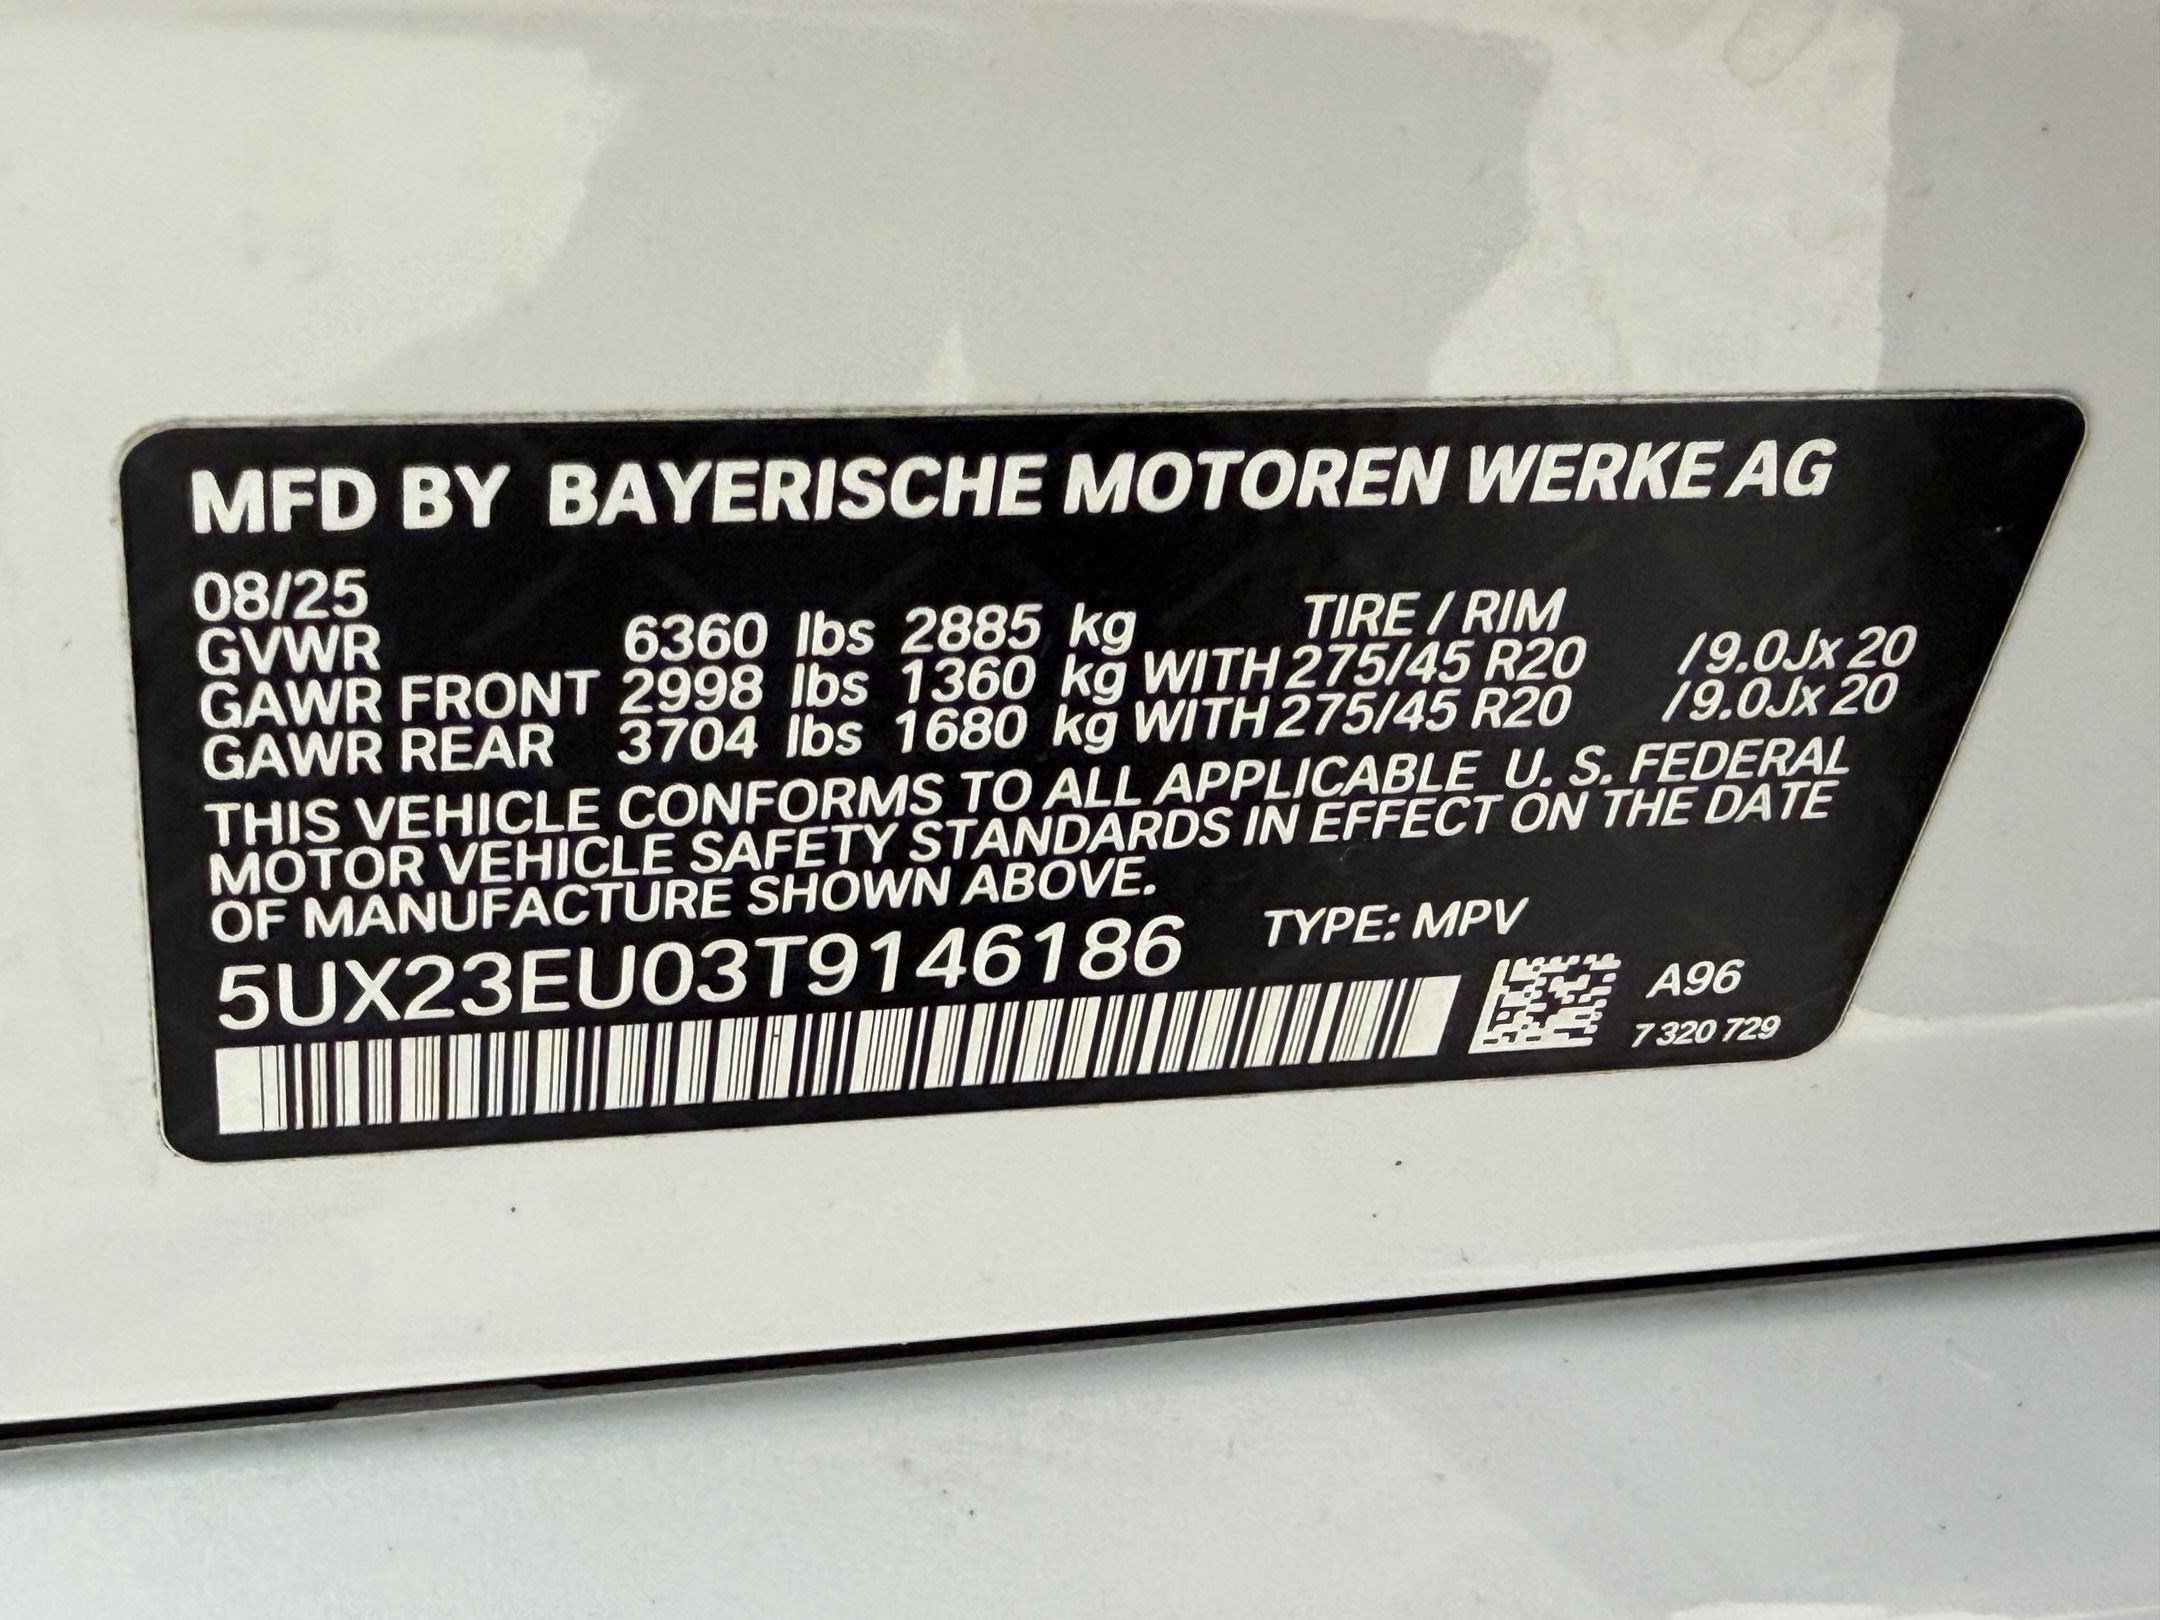 MFD BY BAYERISCHE MOTOREN WERKE AG
08/25 TIRE / RIM
GVWR 6360 lbs 2885 kg
GAWR FRONT 2998 lbs 1360 kg WITH 275/45 R20 / 9.0Jx 20
GAWR REAR 3704 lbs 1680 kg WITH 275/45 R20 / 9.0Jx 20
THIS VEHICLE CONFORMS TO ALL APPLICABLE U. S. FEDERAL
MOTOR VEHICLE SAFETY STANDARDS IN EFFECT ON THE DATE
OF MANUFACTURE SHOWN ABOVE.
5UX23EU03T9146186 TYPE: MPV
A96
7 320 729